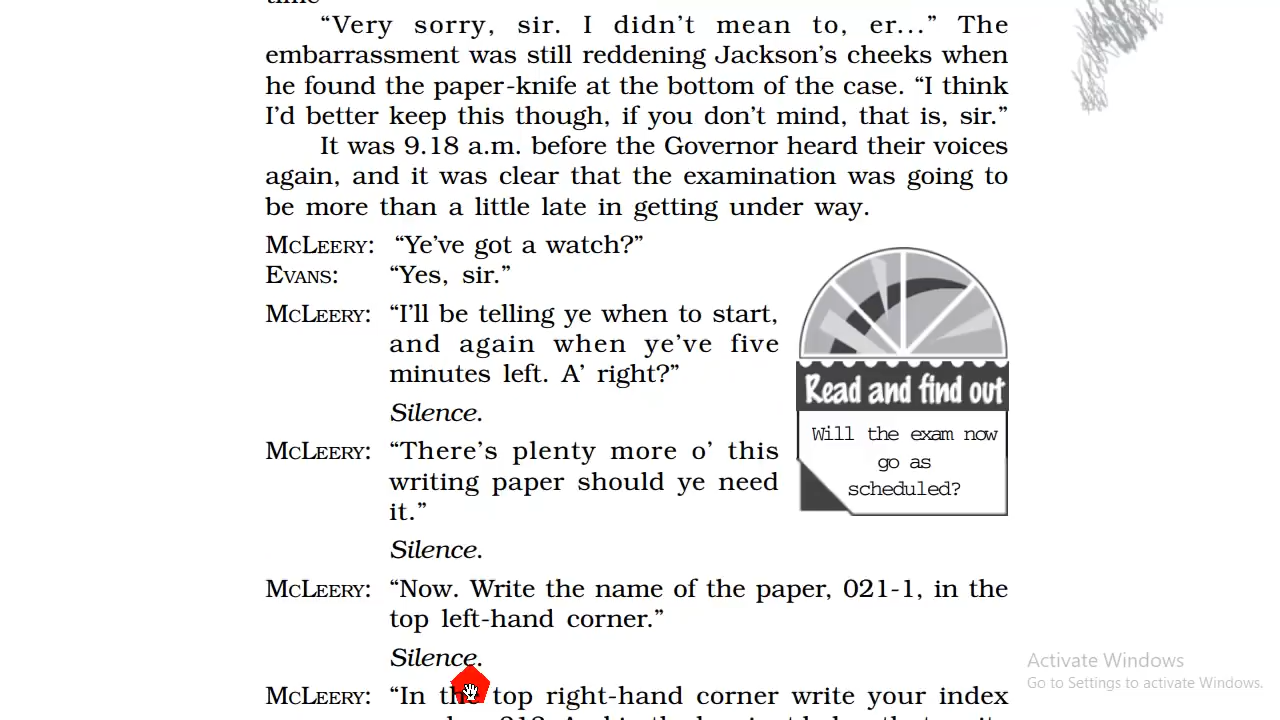 time
“Very sorry, sir. I didn’t mean to, er...” The
embarrassment was still reddening Jackson’s cheeks when
he found the paper-knife at the bottom of the case. “I think
I’d better keep this though, if you don’t mind, that is, sir.”
It was 9.18 a.m. before the Governor heard their voices
again, and it was clear that the examination was going to
be more than a little late in getting under way.
McLeery: “Ye’ve got a watch?”
Evans: “Yes, sir.”
McLeery: “I’ll be telling ye when to start,
and again when ye’ve five
minutes left. A’ right?”
Silence.
McLeery: “There’s plenty more o’ this
writing paper should ye need
it.”
Silence.
Read and find out
Will the exam now
go as
scheduled?
McLeery: “Now. Write the name of the paper, 021-1, in the
top left-hand corner.”
Silence.
McLeery: “In the top right-hand corner write your index
Activate Windows
Go to Settings to activate Windows.